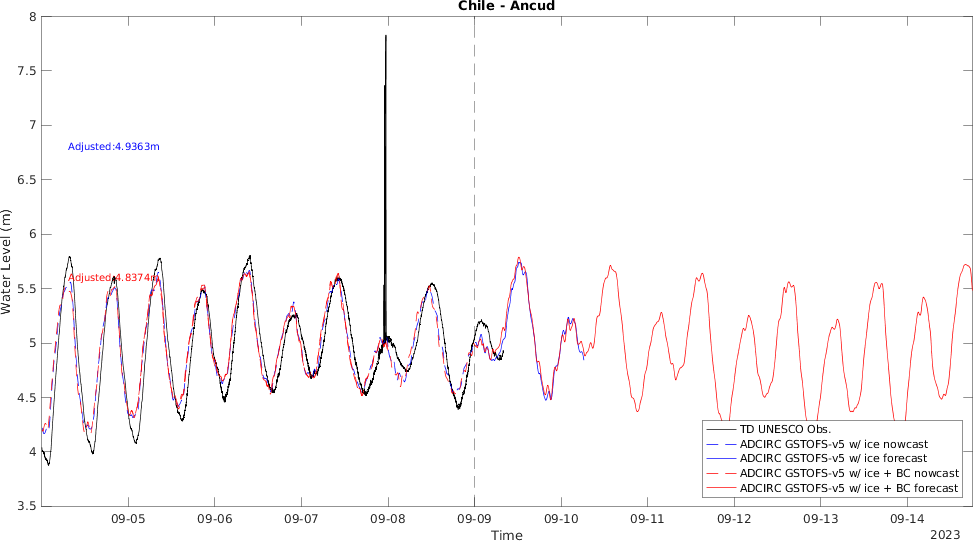 Chile - Ancud
8
7.5
7
6.5
6
5.5
5
4.5
4
3.5
Water Level (m)
Adjusted:4.9363m
Adjusted:4.8374m
TD UNESCO Obs.
ADCIRC GSTOFS-v5 w/ ice nowcast
ADCIRC GSTOFS-v5 w/ ice forecast
ADCIRC GSTOFS-v5 w/ ice + BC nowcast
ADCIRC GSTOFS-v5 w/ ice + BC forecast
09-05 09-06 09-07 09-08 09-09 09-10 09-11 09-12 09-13 09-14
Time
2023